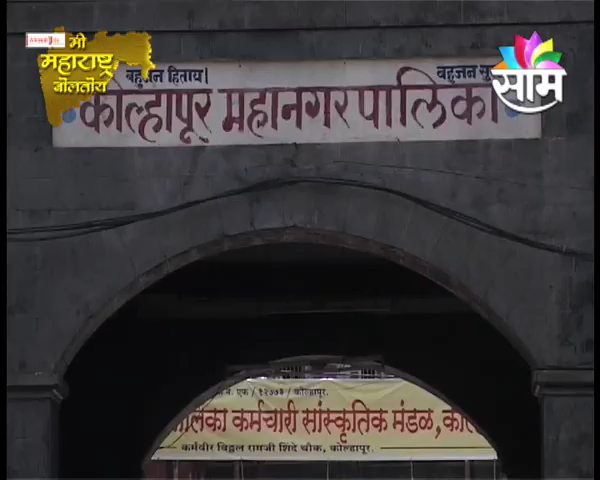 मी
महाराष्ट्र
बोलतोय
साम
बहुजन हिताय|
बहुजन
कोल्हापूर महानगरपालिका
कर्मचारी सांस्कृतिक मंडळ,
कर्मवीर विठ्ठल रामजी शिंदे चौक, कोल्हापूर.